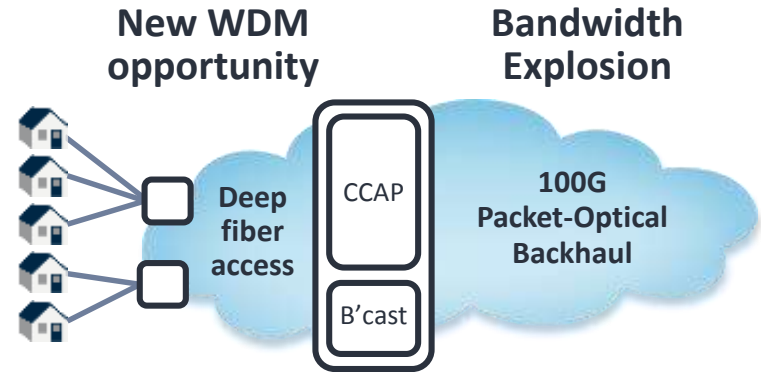 New WDM
opportunity
Bandwidth
Explosion
Deep
fiber
access
CCAP
B’cast
100G
Packet-Optical
Backhaul